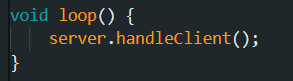 void loop() {
    server.handleClient();
}